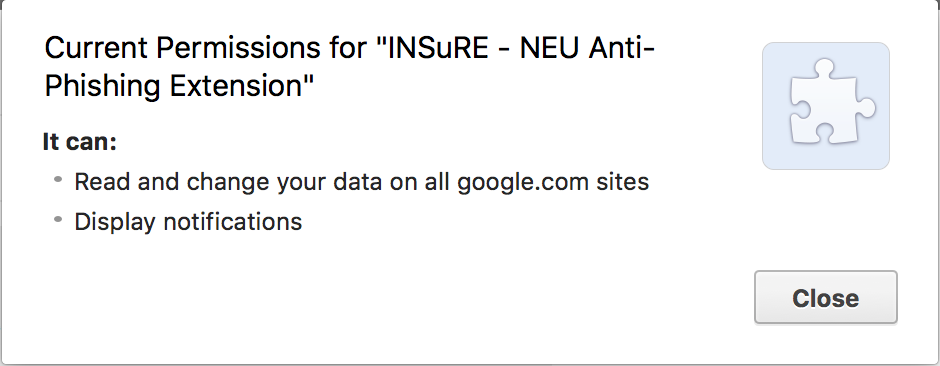 Current Permissions for "INSuRE - NEU Anti-
Phishing Extension"
It can:
Read and change your data on all google.com sites
Display notifications
Close